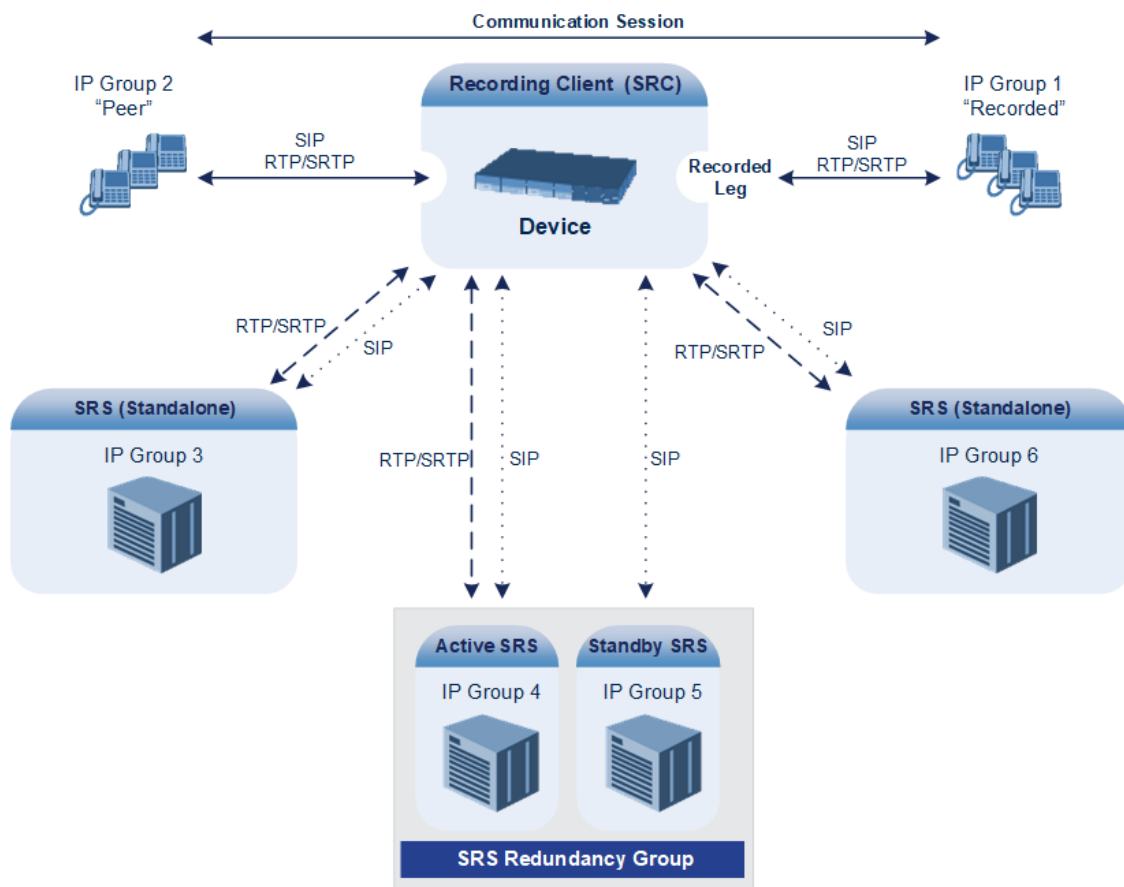 Communication Session
IP Group 2
“Peer”
Recording Client (SRC)
IP Group 1
“Recorded”
SIP
RTP/SRTP
Recorded
Leg
SIP
RTP/SRTP
Device
RTP/SRTP
SIP
RTP/SRTP
SIP
SIP
SIP
RTP/SRTP
SRS (Standalone)
IP Group 3
SRS (Standalone)
IP Group 6
Active SRS
IP Group 4
Standby SRS
IP Group 5
SRS Redundancy Group